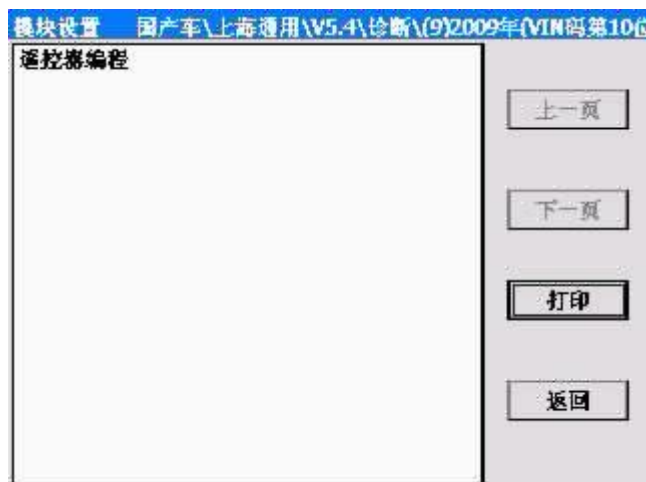 模块设置 国产车\上海通用\V5.4\诊断\(9)2009年(VIN码第10位
遥控器编程
上一页
下一页
打印
返回